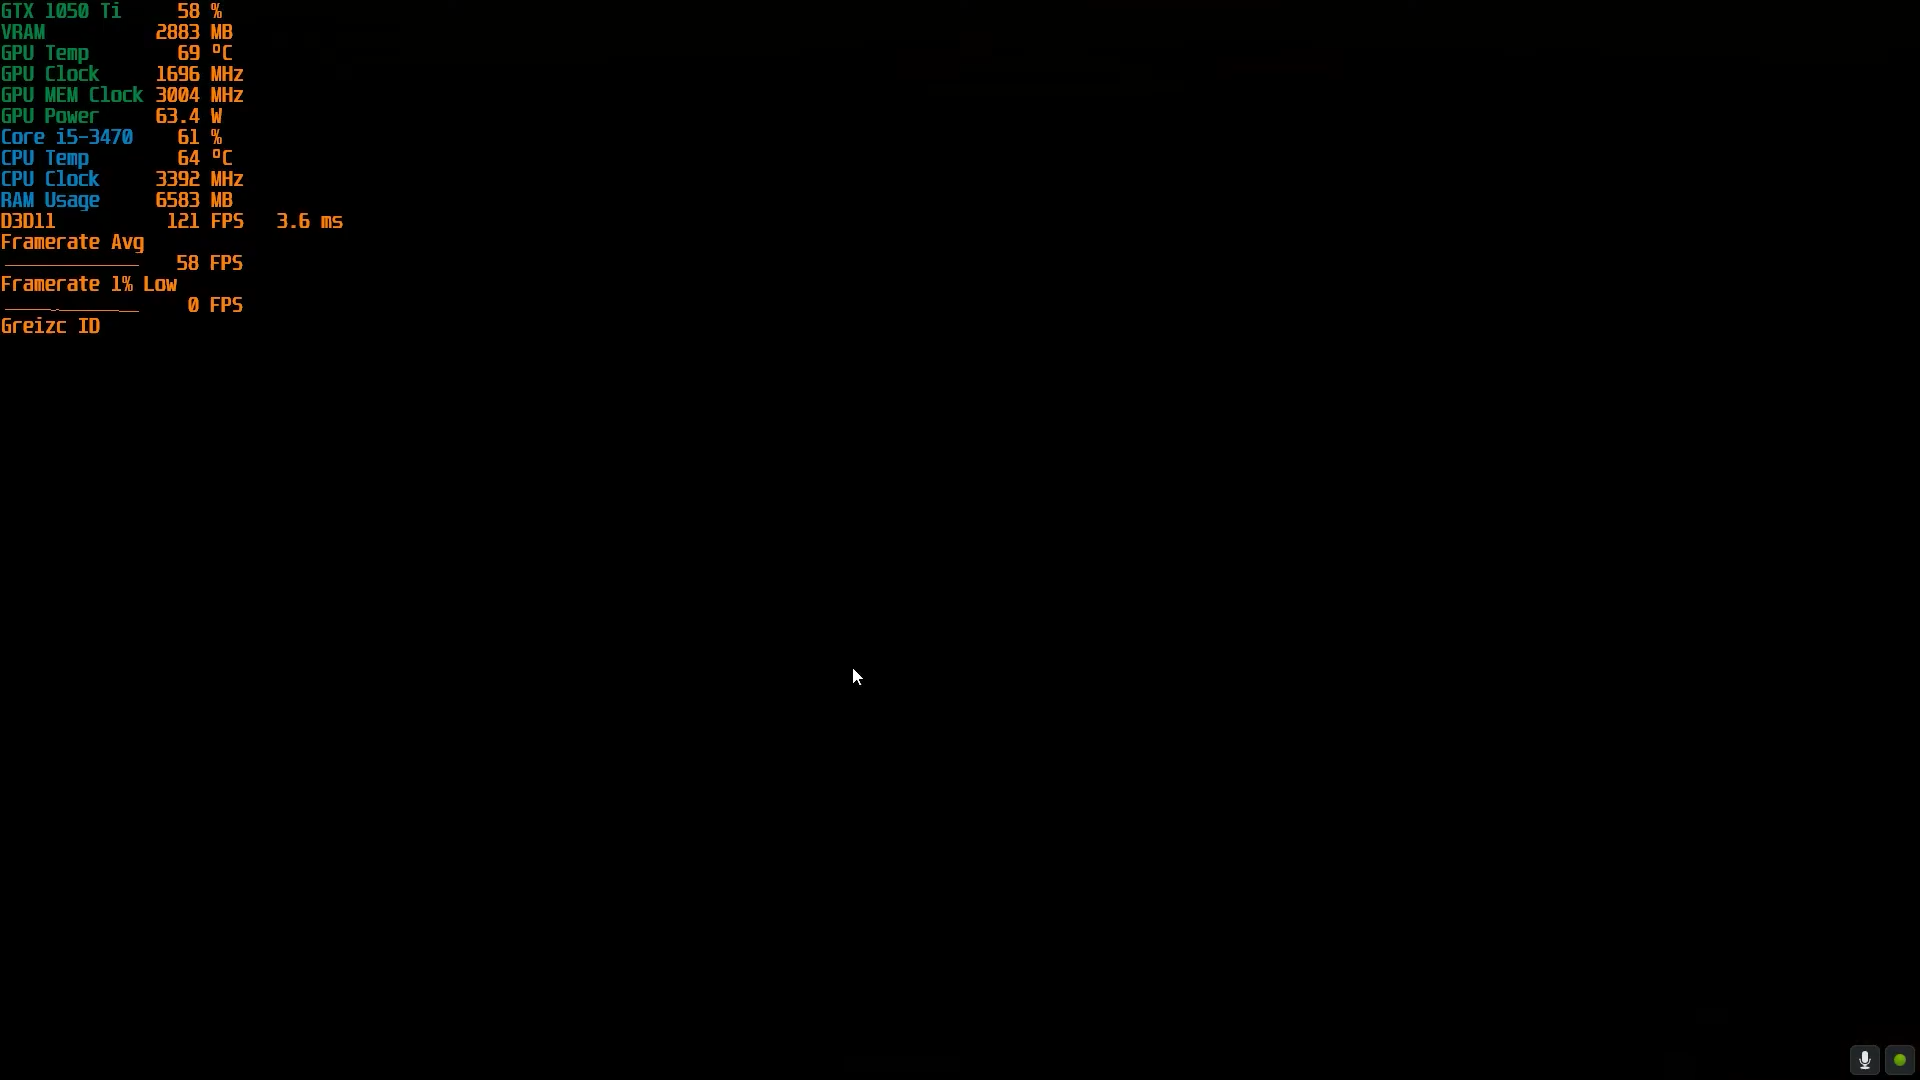 GTX 1050 Ti 58 %
VRAM 2883 MB
GPU Temp 69 °C
GPU Clock 1696 MHz
GPU MEM Clock 3004 MHz
GPU Power 63.4 W
Core i5-3470 61 %
CPU Temp 64 °C
CPU Clock 3392 MHz
RAM Usage 6583 MB
D3D11 121 FPS 3.6 ms
Framerate Avg
58 FPS
Framerate 1% Low
0 FPS
Greizc ID